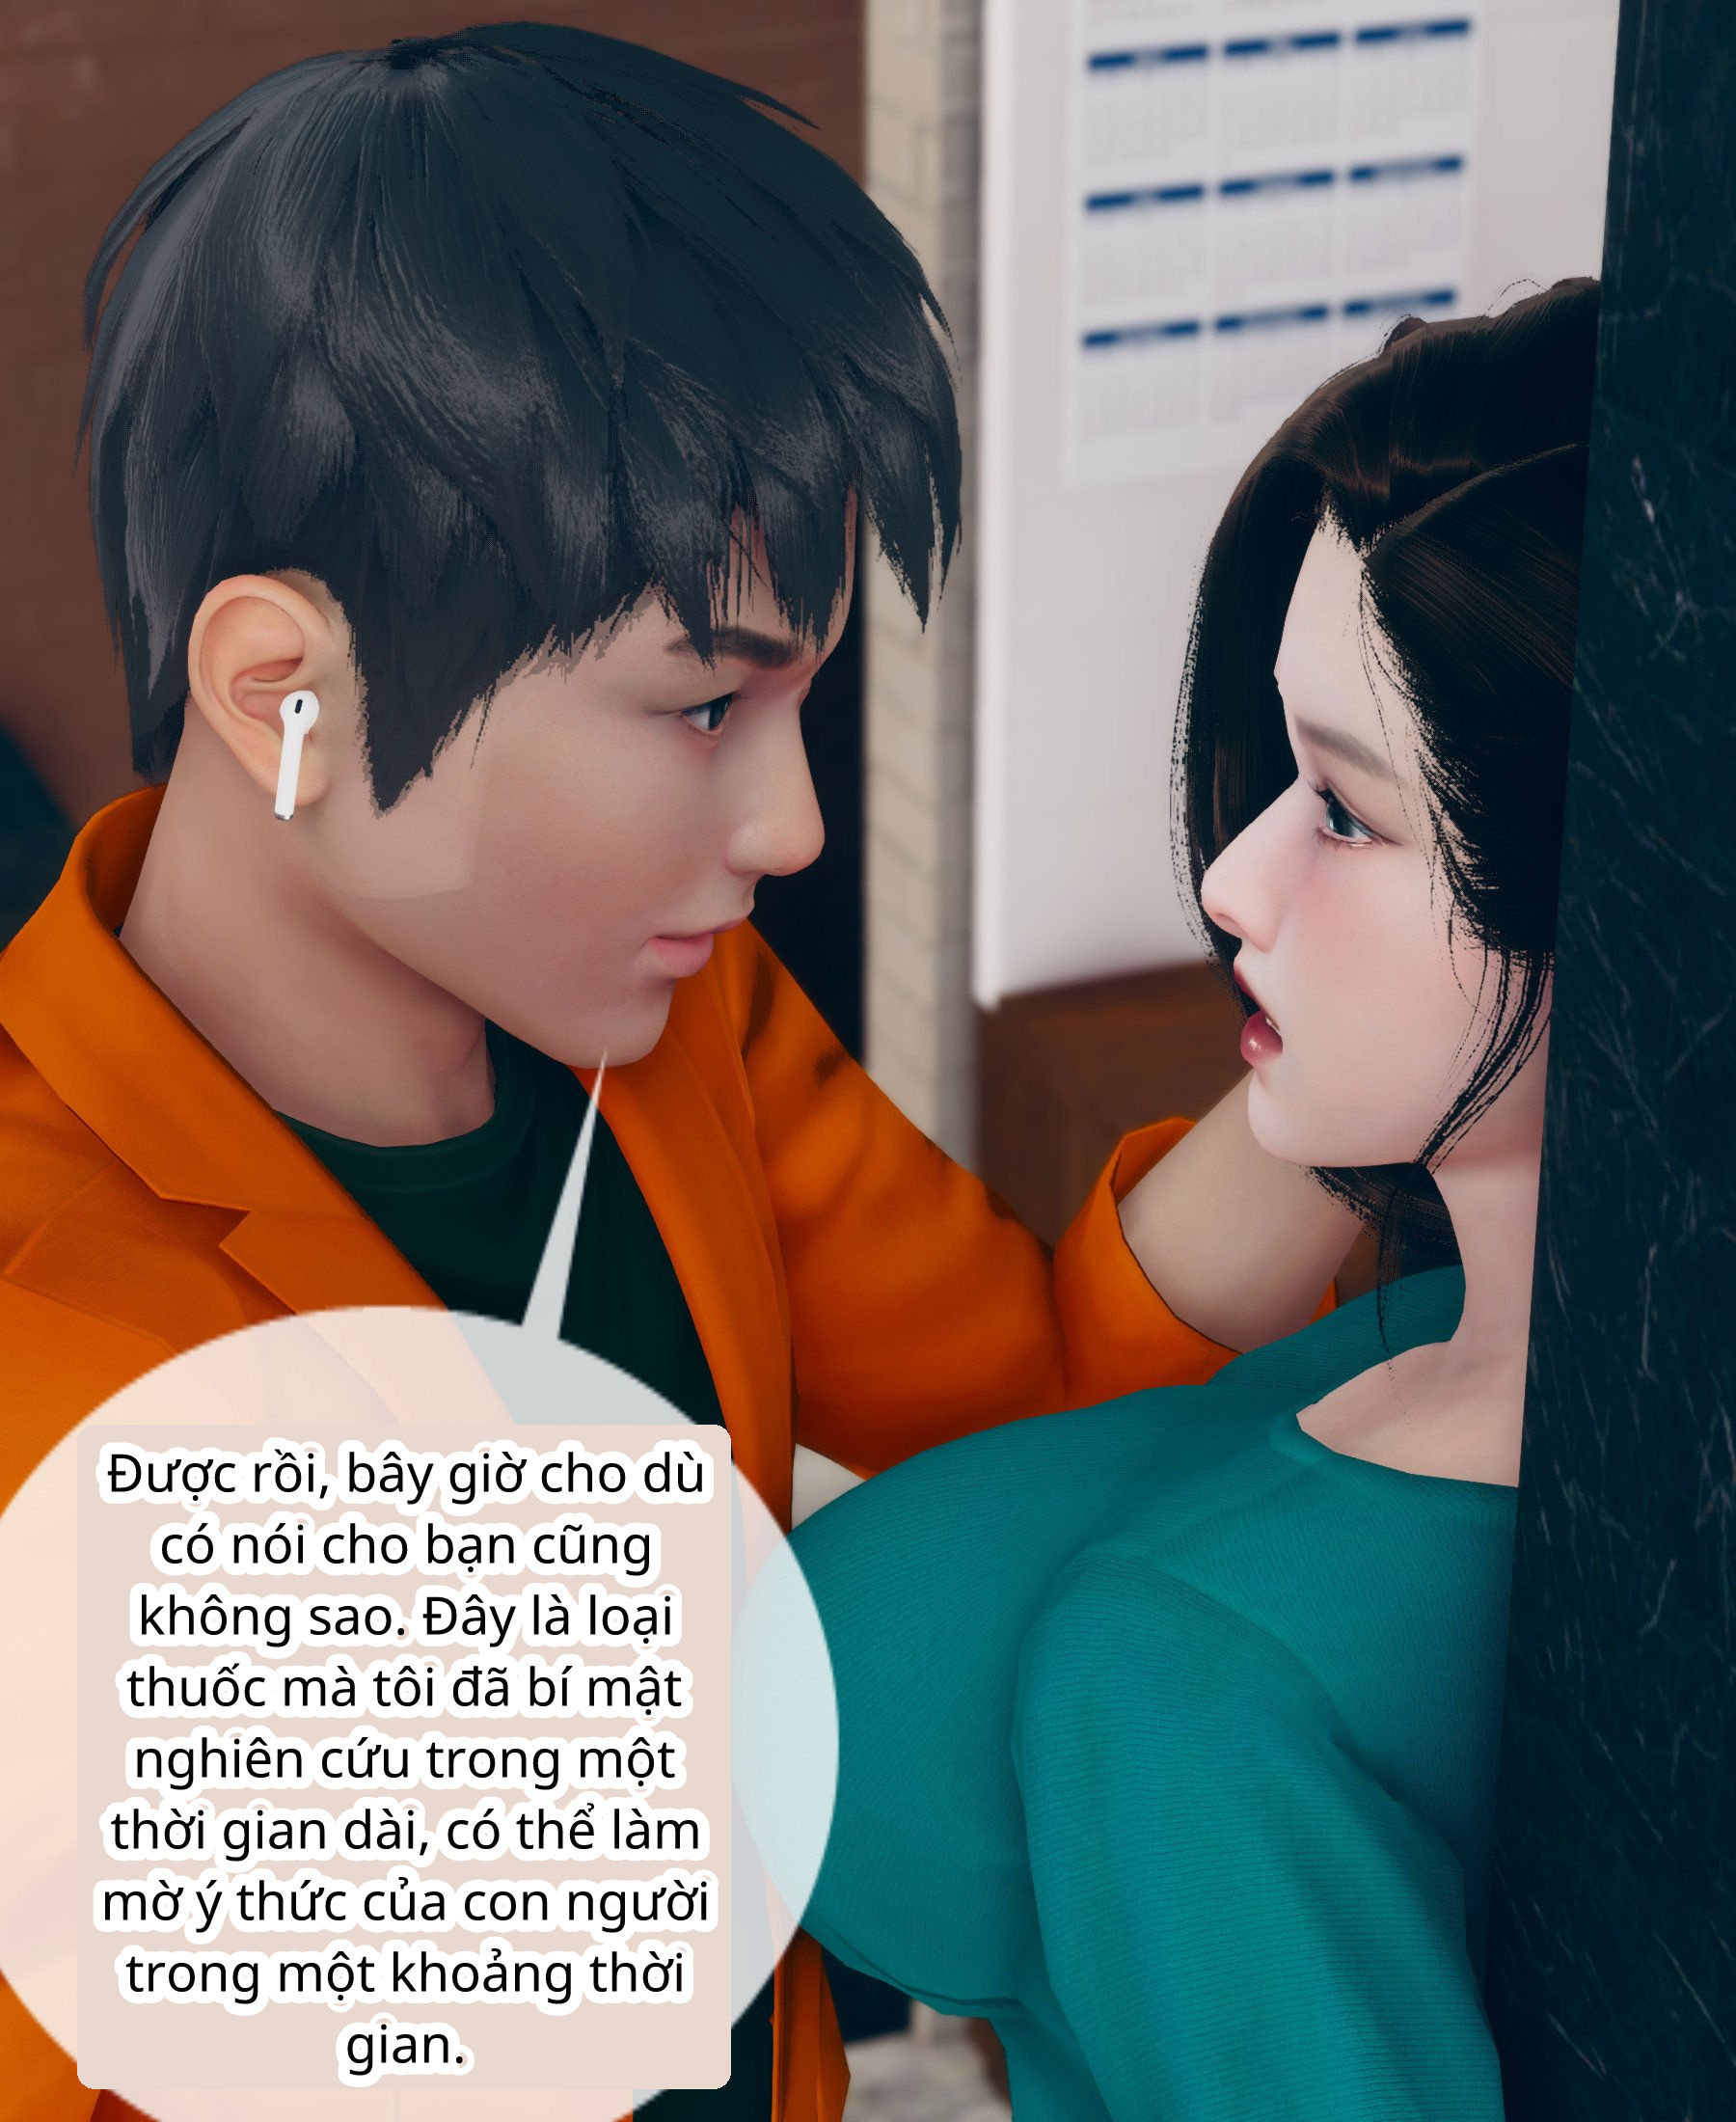 Được rồi, bây giờ cho dù
có nói cho bạn cũng
không sao. Đây là loại
thuốc mà tôi đã bí mật
nghiên cứu trong một
thời gian dài, có thể làm
mờ ý thức của con người
trong một khoảng thời
gian.